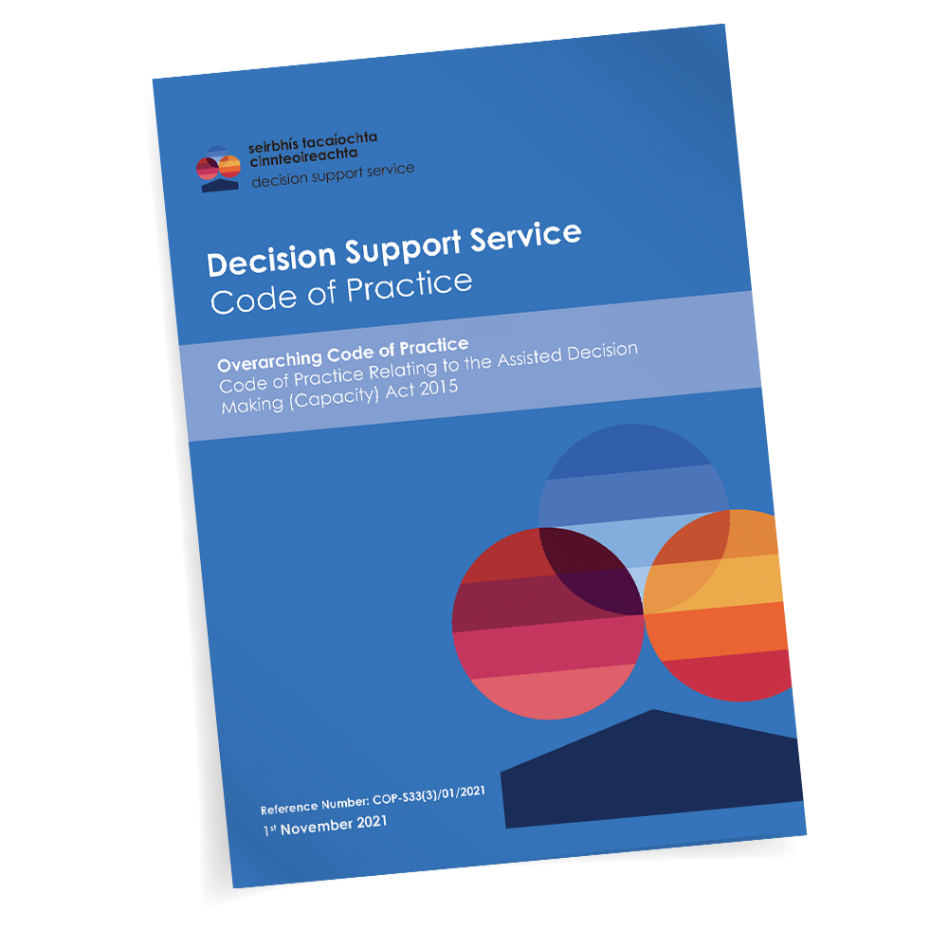 seirbhís tacaíochta
cinnteoireachta
decision support service
Decision Support Service
Code of Practice
Overarching Code of Practice
Code of Practice Relating to the Assisted Decision
Making (Capacity) Act 2015
Reference Number: COP-S33(3)/01/2021
1st November 2021